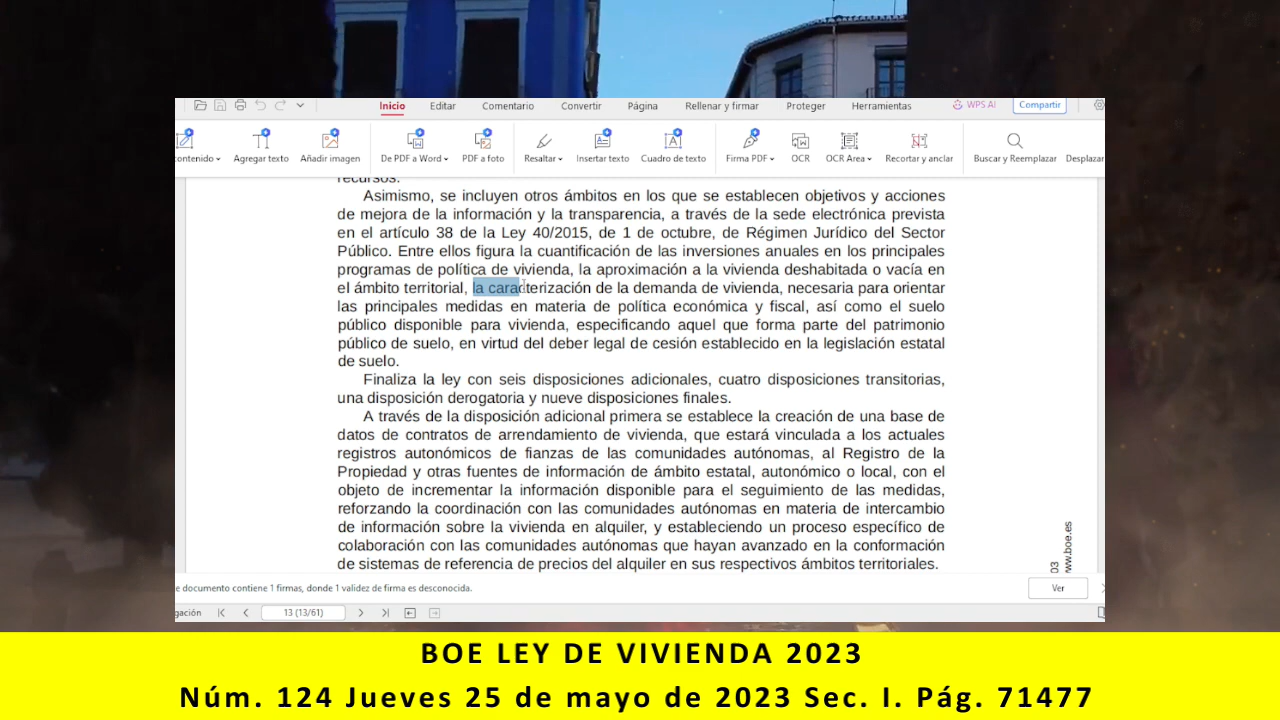 Inicio Editar Comentario Convertir Página Rellenar y firmar Proteger Herramientas WPS AI Compartir
contenido Agregar texto Añadir imagen De PDF a Word PDF a foto Resaltar Insertar texto Cuadro de texto Firma PDF OCR OCR Area Recortar y anclar Buscar y Reemplazar Desplazar
recursos.
Asimismo, se incluyen otros ámbitos en los que se establecen objetivos y acciones
de mejora de la información y la transparencia, a través de la sede electrónica prevista
en el artículo 38 de la Ley 40/2015, de 1 de octubre, de Régimen Jurídico del Sector
Público. Entre ellos figura la cuantificación de las inversiones anuales en los principales
programas de política de vivienda, la aproximación a la vivienda deshabitada o vacía en
el ámbito territorial, la caracterización de la demanda de vivienda, necesaria para orientar
las principales medidas en materia de política económica y fiscal, así como el suelo
público disponible para vivienda, especificando aquel que forma parte del patrimonio
público de suelo, en virtud del deber legal de cesión establecido en la legislación estatal
de suelo.
Finaliza la ley con seis disposiciones adicionales, cuatro disposiciones transitorias,
una disposición derogatoria y nueve disposiciones finales.
A través de la disposición adicional primera se establece la creación de una base de
datos de contratos de arrendamiento de vivienda, que estará vinculada a los actuales
registros autonómicos de fianzas de las comunidades autónomas, al Registro de la
Propiedad y otras fuentes de información de ámbito estatal, autonómico o local, con el
objeto de incrementar la información disponible para el seguimiento de las medidas,
reforzando la coordinación con las comunidades autónomas en materia de intercambio
de información sobre la vivienda en alquiler, y estableciendo un proceso específico de
colaboración con las comunidades autónomas que hayan avanzado en la conformación
de sistemas de referencia de precios del alquiler en sus respectivos ámbitos territoriales.
03
www.boe.es
e documento contiene 1 firmas, donde 1 validez de firma es desconocida. Ver
gación 13 (13/61)
BOE LEY DE VIVIENDA 2023
Núm. 124 Jueves 25 de mayo de 2023 Sec. I. Pág. 71477